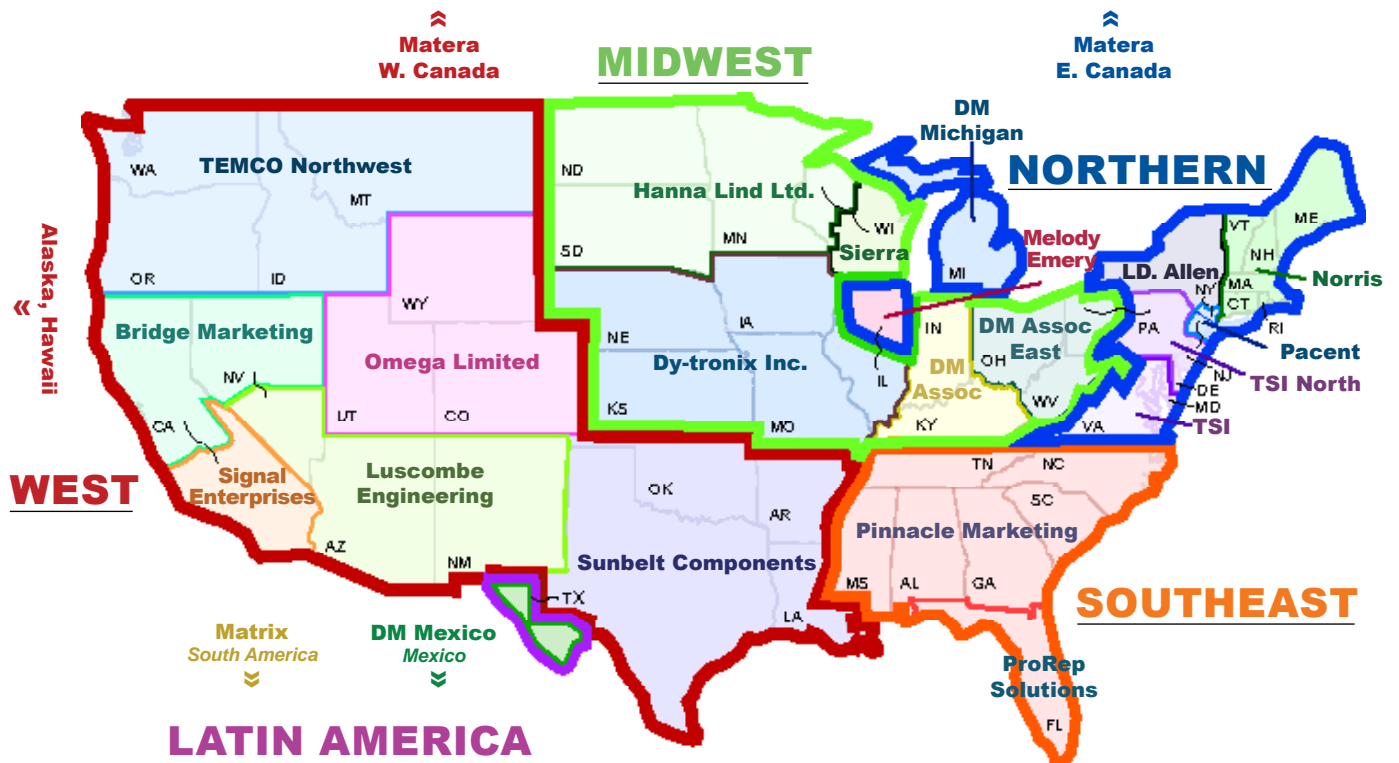 Matera
W. Canada
MIDWEST
Matera
E. Canada
DM
Michigan
NORTHERN
WA
TEMCO Northwest
MT
OR
ID
ND
Hanna Lind Ltd.
SD
MN
WI
Sierra
MI
Melody
Emery
VT
ME
NH
LD. Allen
MA
Norris
NY
CT
RI
Alaska, Hawaii
Bridge Marketing
NV
CA
WY
Omega Limited
UT
CO
NE
IA
Dy-tronix Inc.
KS
MO
IL
IN
DM
Assoc
KY
DM Assoc
East
OH
WV
PA
Pacent
NJ
TSI North
DE
MD
VA
TSI
WEST
Signal
Enterprises
Luscombe
Engineering
AZ
NM
OK
AR
Sunbelt Components
TX
LA
TN
NC
SC
Pinnacle Marketing
MS
AL
GA
SOUTHEAST
ProRep
Solutions
FL
Matrix
South America
DM Mexico
Mexico
LATIN AMERICA